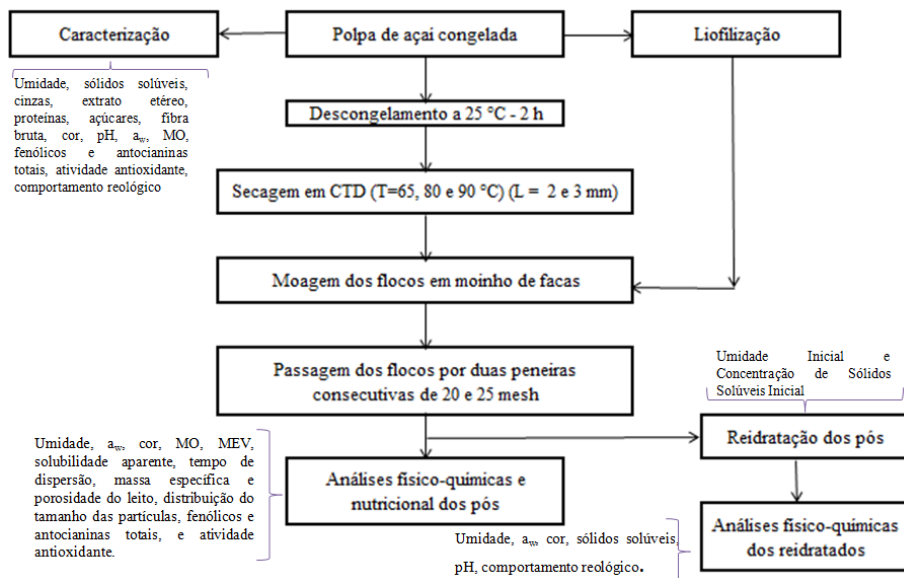 Caracterização
Polpa de açai congelada
Liofilização
Umidade, sólidos solúveis,
cinzas, extrato etéreo,
proteínas, açúcares, fibra
bruta, cor, pH, aw, MO,
fenólicos e antocianinas
totais, atividade antioxidante,
comportamento reológico
Descongelamento a 25 °C - 2 h
Secagem em CTD (T=65, 80 e 90 °C) (L = 2 e 3 mm)
Moagem dos flocos em moinho de facas
Passagem dos flocos por duas peneiras
consecutivas de 20 e 25 mesh
Umidade Inicial e
Concentração de Sólidos
Solúveis Inicial
Reidratação dos pós
Umidade, aw, cor, MO, MEV,
solubilidade aparente, tempo de
dispersão, massa específica e
porosidade do leito, distribuição do
tamanho das partículas, fenólicos e
antocianinas totais, e atividade
antioxidante.
Análises físico-quimicas e
nutricional dos pós
Umidade, aw, cor, sólidos solúveis,
pH, comportamento reológico.
Análises físico-quimicas
dos reidratados